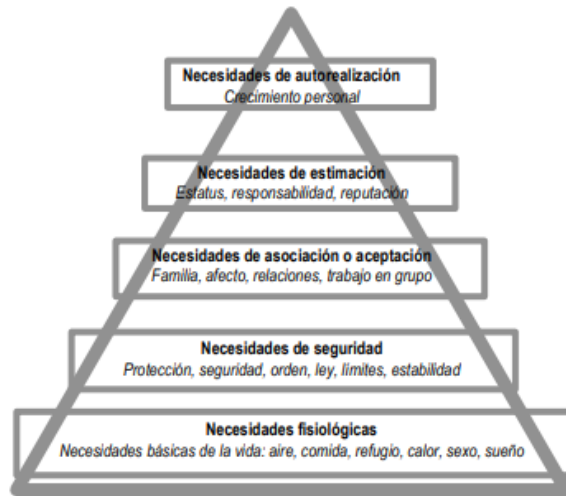 Necesidades de autorealización
Crecimiento personal
Necesidades de estimación
Estatus, responsabilidad, reputación
Necesidades de asociación o aceptación
Familia, afecto, relaciones, trabajo en grupo
Necesidades de seguridad
Protección, seguridad, orden, ley, límites, estabilidad
Necesidades fisiológicas
Necesidades básicas de la vida: aire, comida, refugio, calor, sexo, sueño